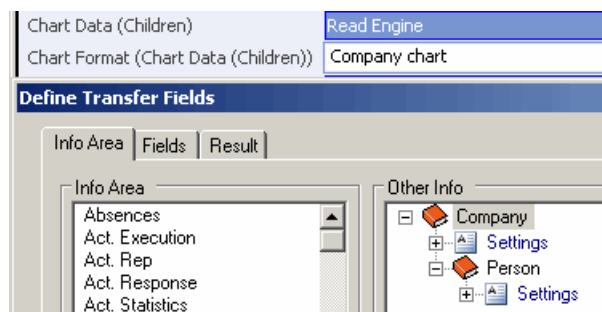 Chart Data (Children) Read Engine
Chart Format (Chart Data (Children)) Company chart
Define Transfer Fields
Info Area Fields Result
Info Area
Absences
Act. Execution
Act. Rep
Act. Response
Act. Statistics
Other Info
Company
Settings
Person
Settings